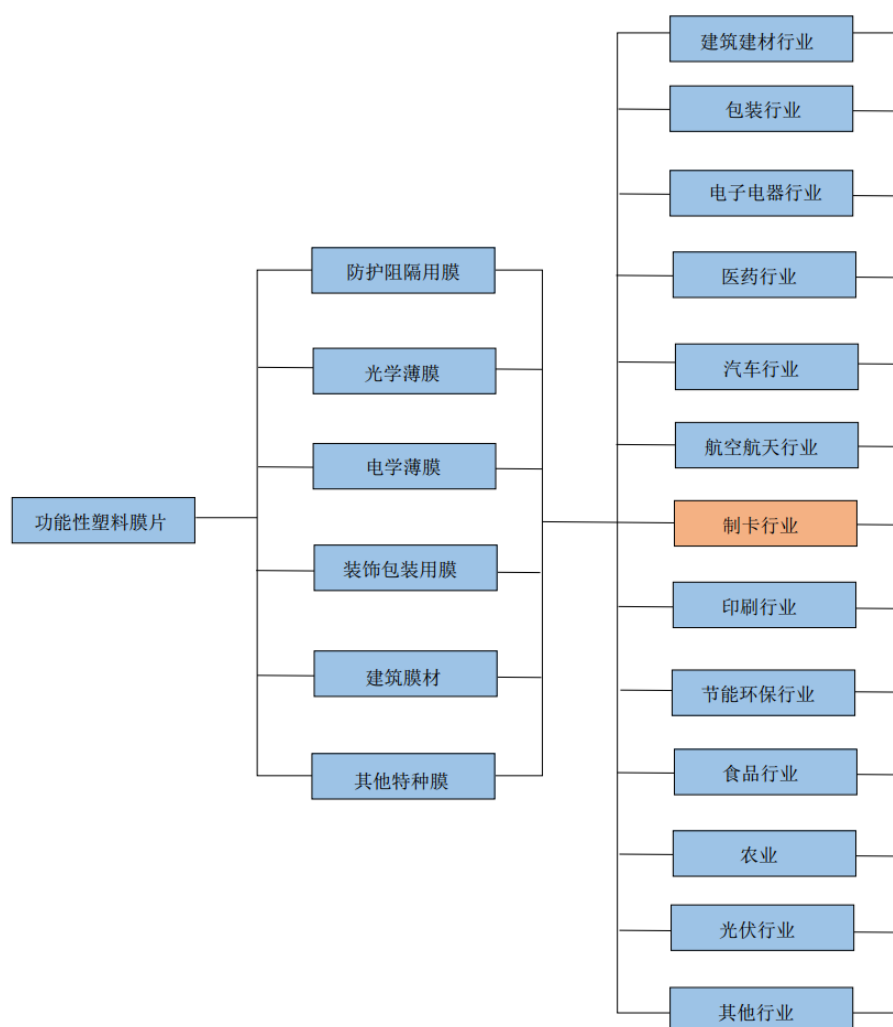 功能性塑料膜片
防护阻隔用膜
光学薄膜
电学薄膜
装饰包装用膜
建筑膜材
其他特种膜
建筑建材行业
包装行业
电子电器行业
医药行业
汽车行业
航空航天行业
制卡行业
印刷行业
节能环保行业
食品行业
农业
光伏行业
其他行业